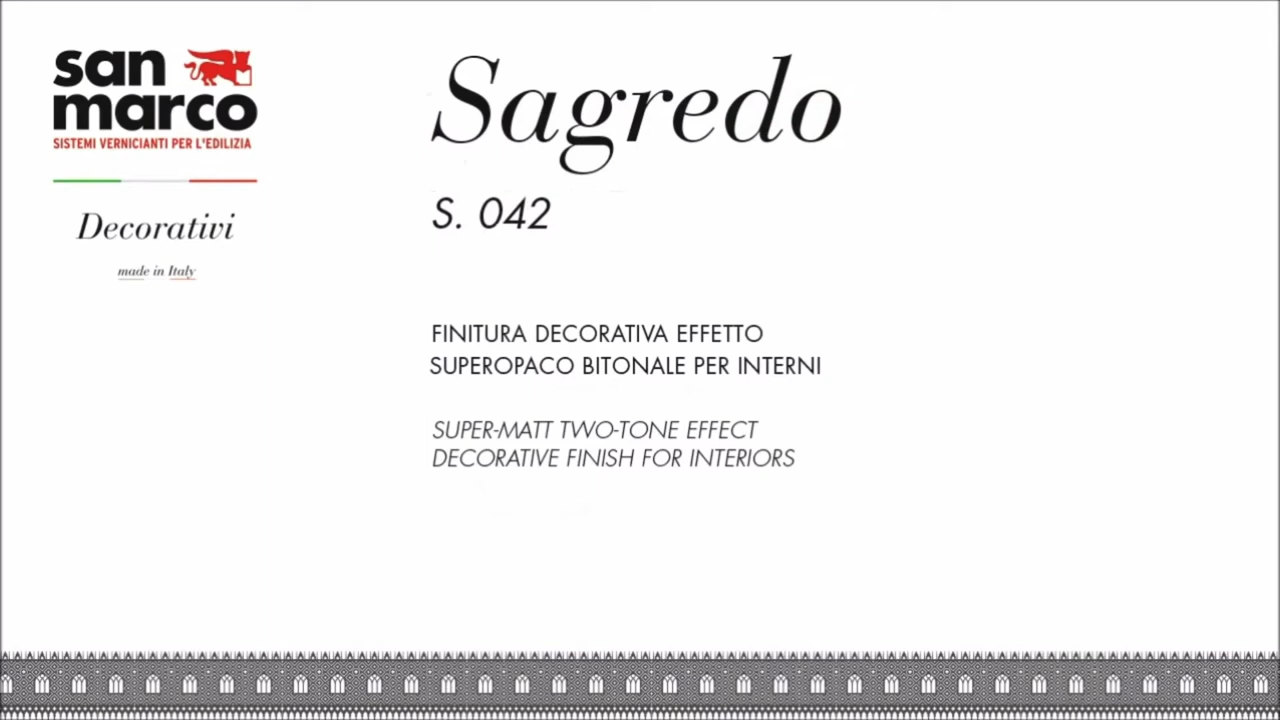 san
marco
SISTEMI VERNICIANTI PER L'EDILIZIA
Decorativi
made in Italy
Sagredo
S. 042
FINITURA DECORATIVA EFFETTO
SUPEROPACO BITONALE PER INTERNI
SUPER-MATT TWO-TONE EFFECT
DECORATIVE FINISH FOR INTERIORS